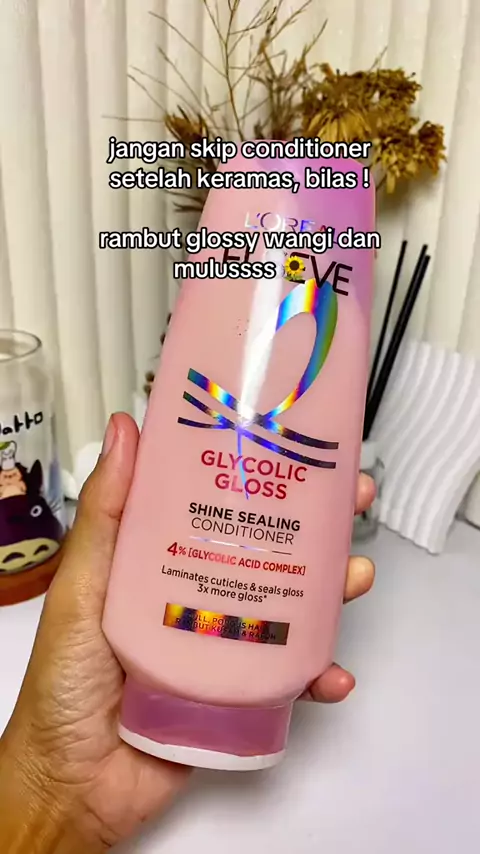 jangan skip conditioner
setelah keramas, bilas !
rambut glossy wangi dan
mulussss 🌻
GLYCOLIC
GLOSS
SHINE SEALING
CONDITIONER
4% [GLYCOLIC ACID COMPLEX]
Laminates cuticles & seals gloss
3x more gloss*